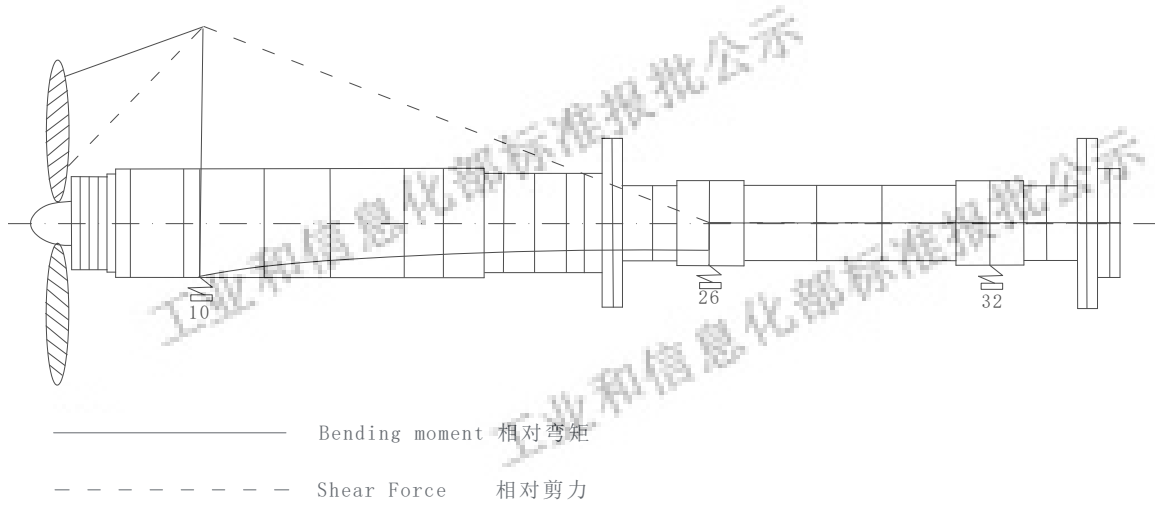 工业和信息化部标准报批公示
工业和信息化部标准报批公示
10
26
32
Bending moment 相对弯矩
Shear Force 相对剪力